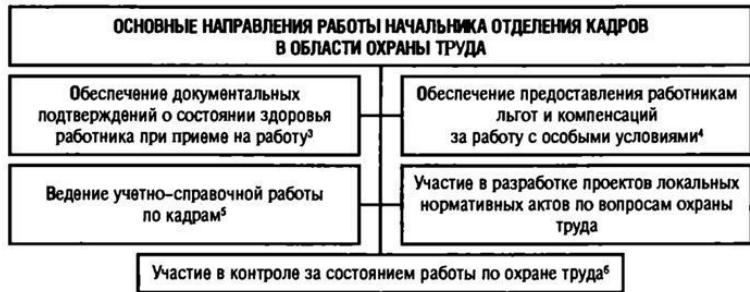 ОСНОВНЫЕ НАПРАВЛЕНИЯ РАБОТЫ НАЧАЛЬНИКА ОТДЕЛЕНИЯ КАДРОВ
В ОБЛАСТИ ОХРАНЫ ТРУДА
Обеспечение документальных
подтверждений о состоянии здоровья
работника при приеме на работу³
Обеспечение предоставления работникам
льгот и компенсаций
за работу с особыми условиями⁴
Ведение учетно-справочной работы
по кадрам⁵
Участие в разработке проектов локальных
нормативных актов по вопросам охраны
труда
Участие в контроле за состоянием работы по охране труда⁶